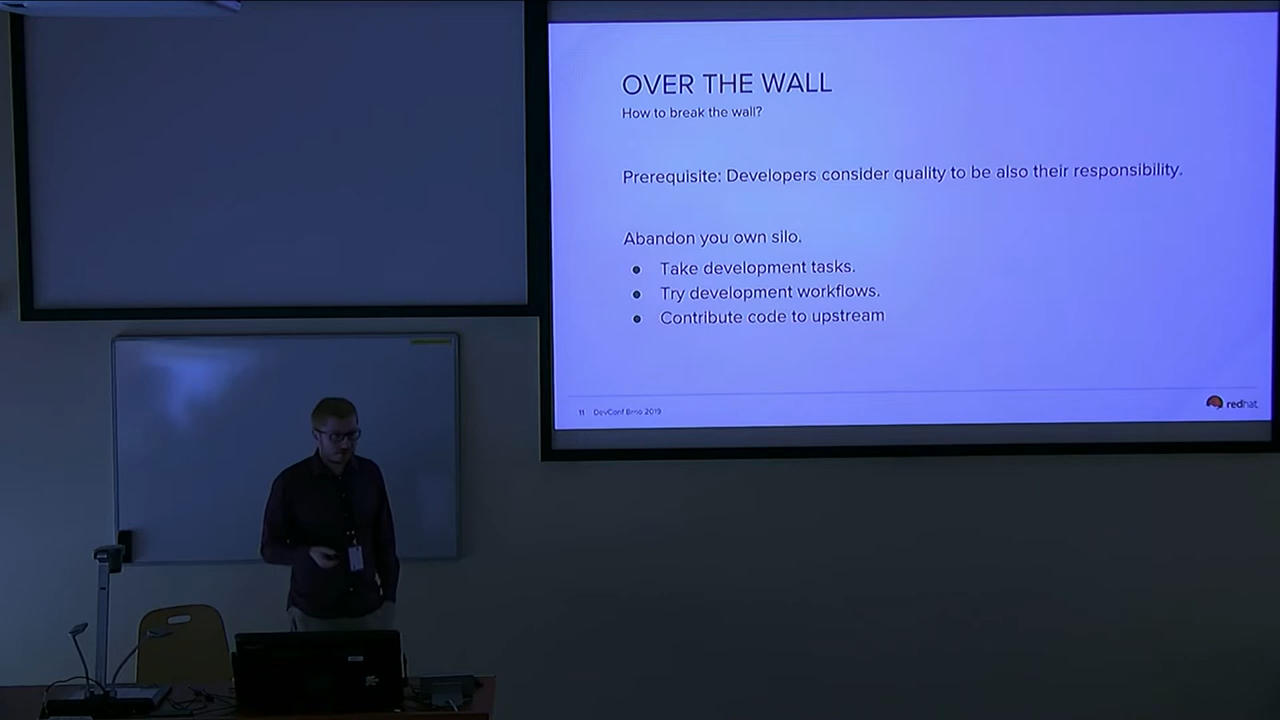 OVER THE WALL
How to break the wall?
Prerequisite: Developers consider quality to be also their responsibility.
Abandon you own silo.
● Take development tasks.
● Try development workflows.
● Contribute code to upstream
11 DevConf Brno 2019
redhat